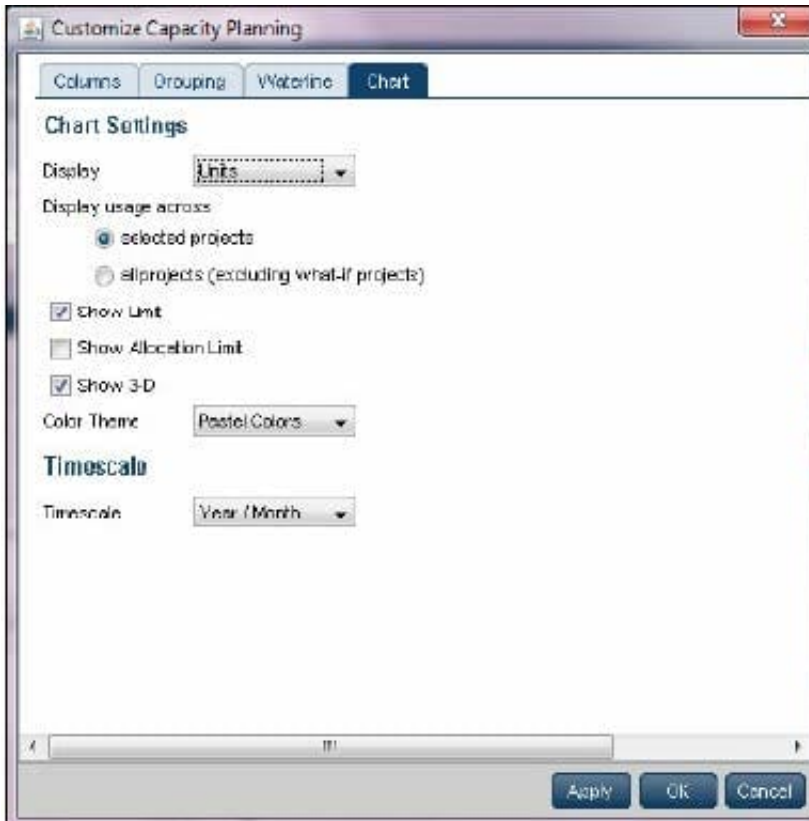 Customize Capacity Planning
Columns Grouping Waterline Chart
Chart Settings
Display Units
Display usage across
selected projects
all projects (excluding what-if projects)
Show Limit
Show Allocation Limit
Show 3-D
Color Theme Pastel Colors
Timescale
Timescale Year / Month
Apply OK Cancel